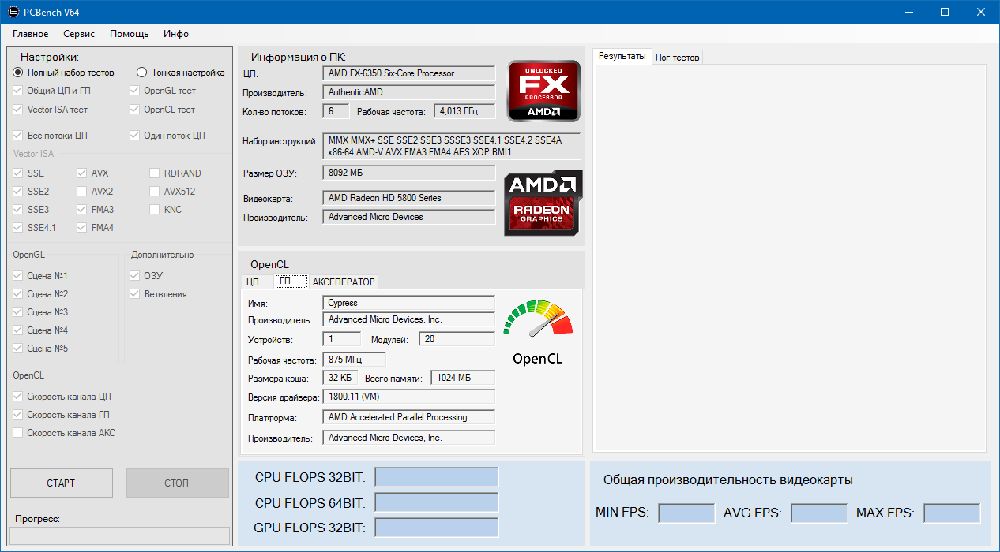 PCBench V64
Главное Сервис Помощь Инфо
Настройки:
Полный набор тестов Тонкая настройка
Общий ЦП и ГП OpenGL тест
Vector ISA тест OpenCL тест
Все потоки ЦП Один поток ЦП
Vector ISA
SSE AVX RDRAND
SSE2 AVX2 AVX512
SSE3 FMA3 KNC
SSE4.1 FMA4
OpenGL Дополнительно
Сцена №1 ОЗУ
Сцена №2 Ветвления
Сцена №3
Сцена №4
Сцена №5
OpenCL
Скорость канала ЦП
Скорость канала ГП
Скорость канала АКС
СТАРТ СТОП
Прогресс:
Информация о ПК:
ЦП: AMD FX-6350 Six-Core Processor
Производитель: AuthenticAMD
Кол-во потоков: 6 Рабочая частота: 4,013 ГГц
UNLOCKED
FX
PROCESSOR
AMD
Набор инструкций: MMX MMX+ SSE SSE2 SSE3 SSSE3 SSE4.1 SSE4.2 SSE4A
x86-64 AMD-V AVX FMA3 FMA4 AES XOP BMI1
Размер ОЗУ: 8092 МБ
Видеокарта: AMD Radeon HD 5800 Series
Производитель: Advanced Micro Devices
AMD
RADEON
GRAPHICS
OpenCL
ЦП ГП АКСЕЛЕРАТОР
Имя: Cypress
Производитель: Advanced Micro Devices, Inc.
Устройств: 1 Модулей: 20
Рабочая частота: 875 МГц
Размера кэша: 32 КБ Всего памяти: 1024 МБ
Версия драйвера: 1800.11 (VM)
Платформа: AMD Accelerated Parallel Processing
Производитель: Advanced Micro Devices, Inc.
OpenCL
CPU FLOPS 32BIT:
CPU FLOPS 64BIT:
GPU FLOPS 32BIT:
Результаты Лог тестов
Общая производительность видеокарты
MIN FPS: AVG FPS: MAX FPS: